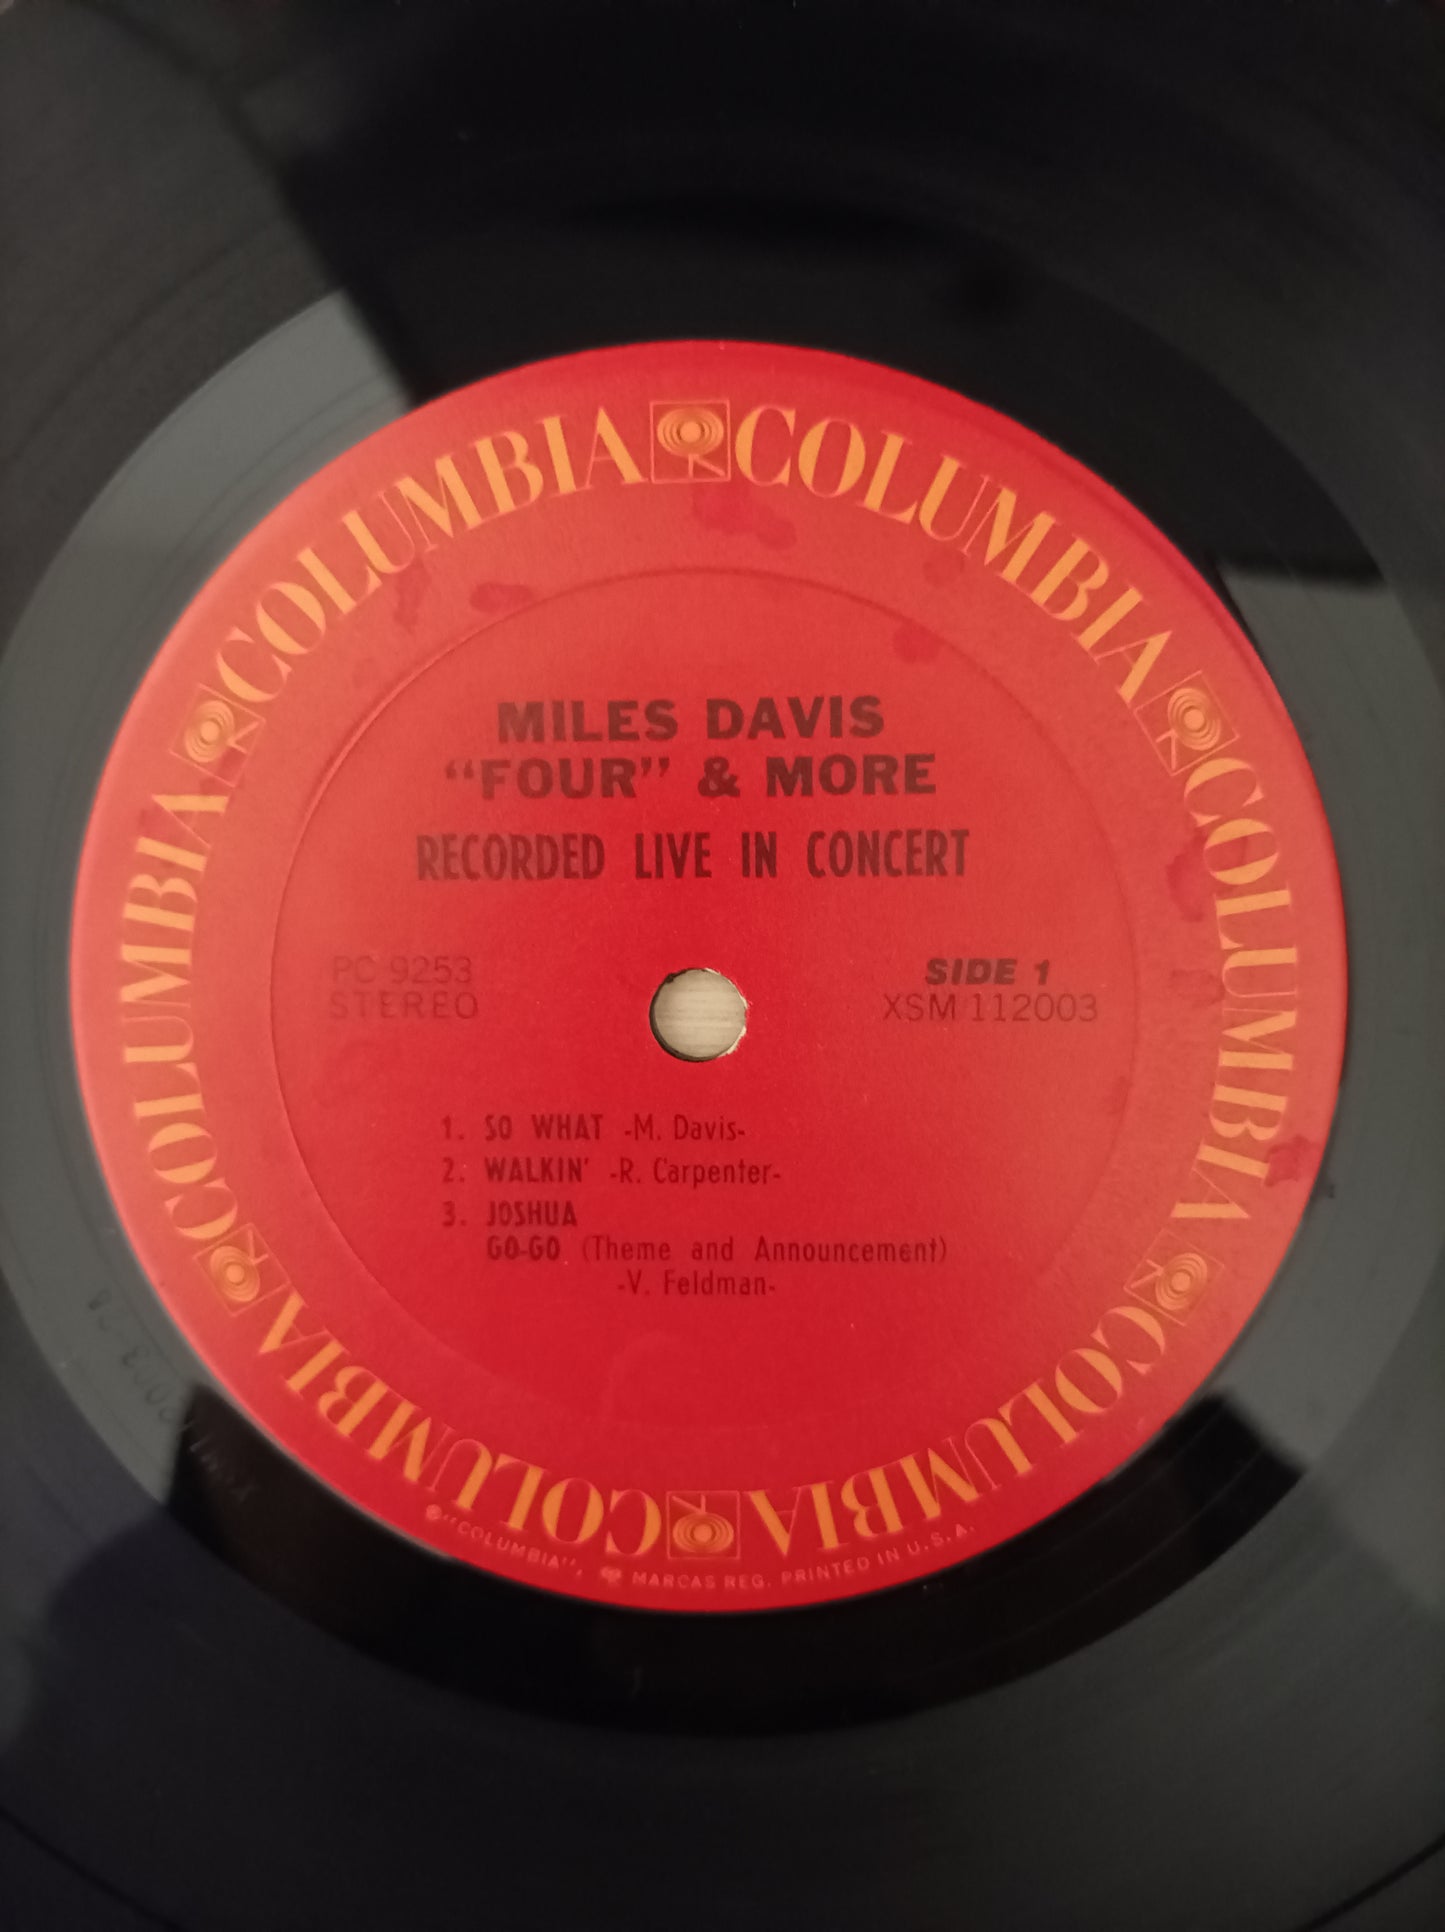 COLUMBIA COLUMBIA COLUMBIA COLUMBIA COLUMBIA COLUMBIA
MILES DAVIS
“FOUR” & MORE
RECORDED LIVE IN CONCERT
PC 9253
STEREO
SIDE 1
XSM 112003
1. SO WHAT -M. Davis-
2. WALKIN' -R. Carpenter-
3. JOSHUA
GO-GO (Theme and Announcement)
-V. Feldman-
"COLUMBIA", MARCAS REG. PRINTED IN U.S.A.